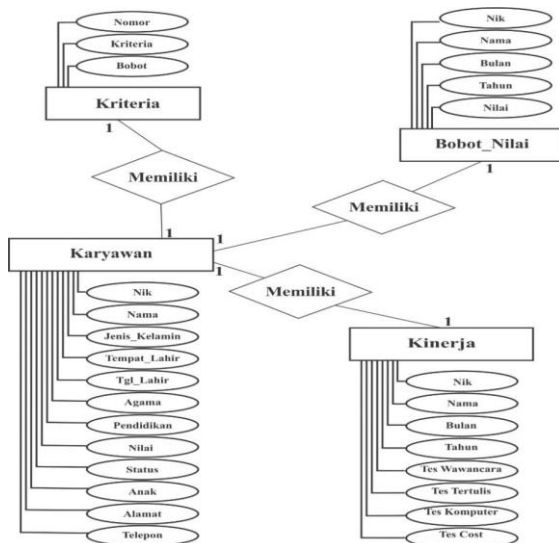 Nomor
Kriteria
Bobot
Kriteria
1
Memiliki
1
Nik
Nama
Bulan
Tahun
Nilai
Bobot_Nilai
1
Memiliki
1
Karyawan
1
Memiliki
1
Nik
Nama
Jenis_Kelamin
Tempat_Lahir
Tgl_Lahir
Agama
Pendidikan
Nilai
Status
Anak
Alamat
Telepon
Kinerja
Nik
Nama
Bulan
Tahun
Tes Wawancara
Tes Tertulis
Tes Komputer
Tes Cost